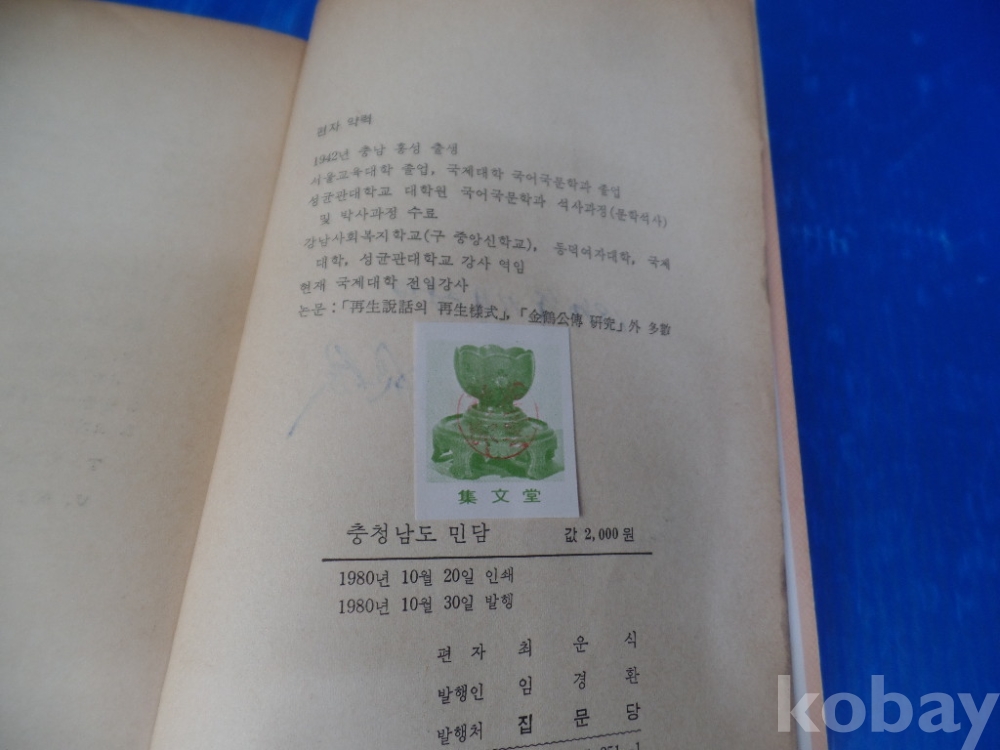 편자 약력
1942년 충남 홍성 출생
서울교육대학 졸업, 국제대학 국어국문학과 졸업
성균관대학교 대학원 국어국문학과 석사과정(문학석사)
및 박사과정 수료
강남사회복지학교(구 중앙신학교), 동덕여자대학, 국제
대학, 성균관대학교 강사 역임
현재 국제대학 전임강사
논문:「再生說話의 再生樣式」,「金鶴公傳 硏究」外 多數
集文堂
충청남도 민담 값 2,000원
1980년 10월 20일 인쇄
1980년 10월 30일 발행
편 자 최 운 식
발행인 임 경 환
발행처 집 문 당
kobay